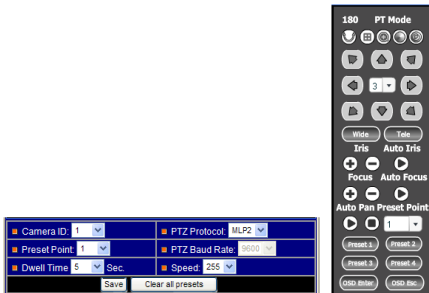 180 PT Mode
3
Wide Tele
Iris Auto Iris
Focus Auto Focus
Auto Pan Preset Point
1
Preset 1 Preset 2
Preset 3 Preset 4
OSD Enter OSD Esc
Camera ID: 1 PTZ Protocol: MLP2
Preset Point: 1 PTZ Baud Rate: 9600
Dwell Time 5 Sec. Speed: 255
Save Clear all presets